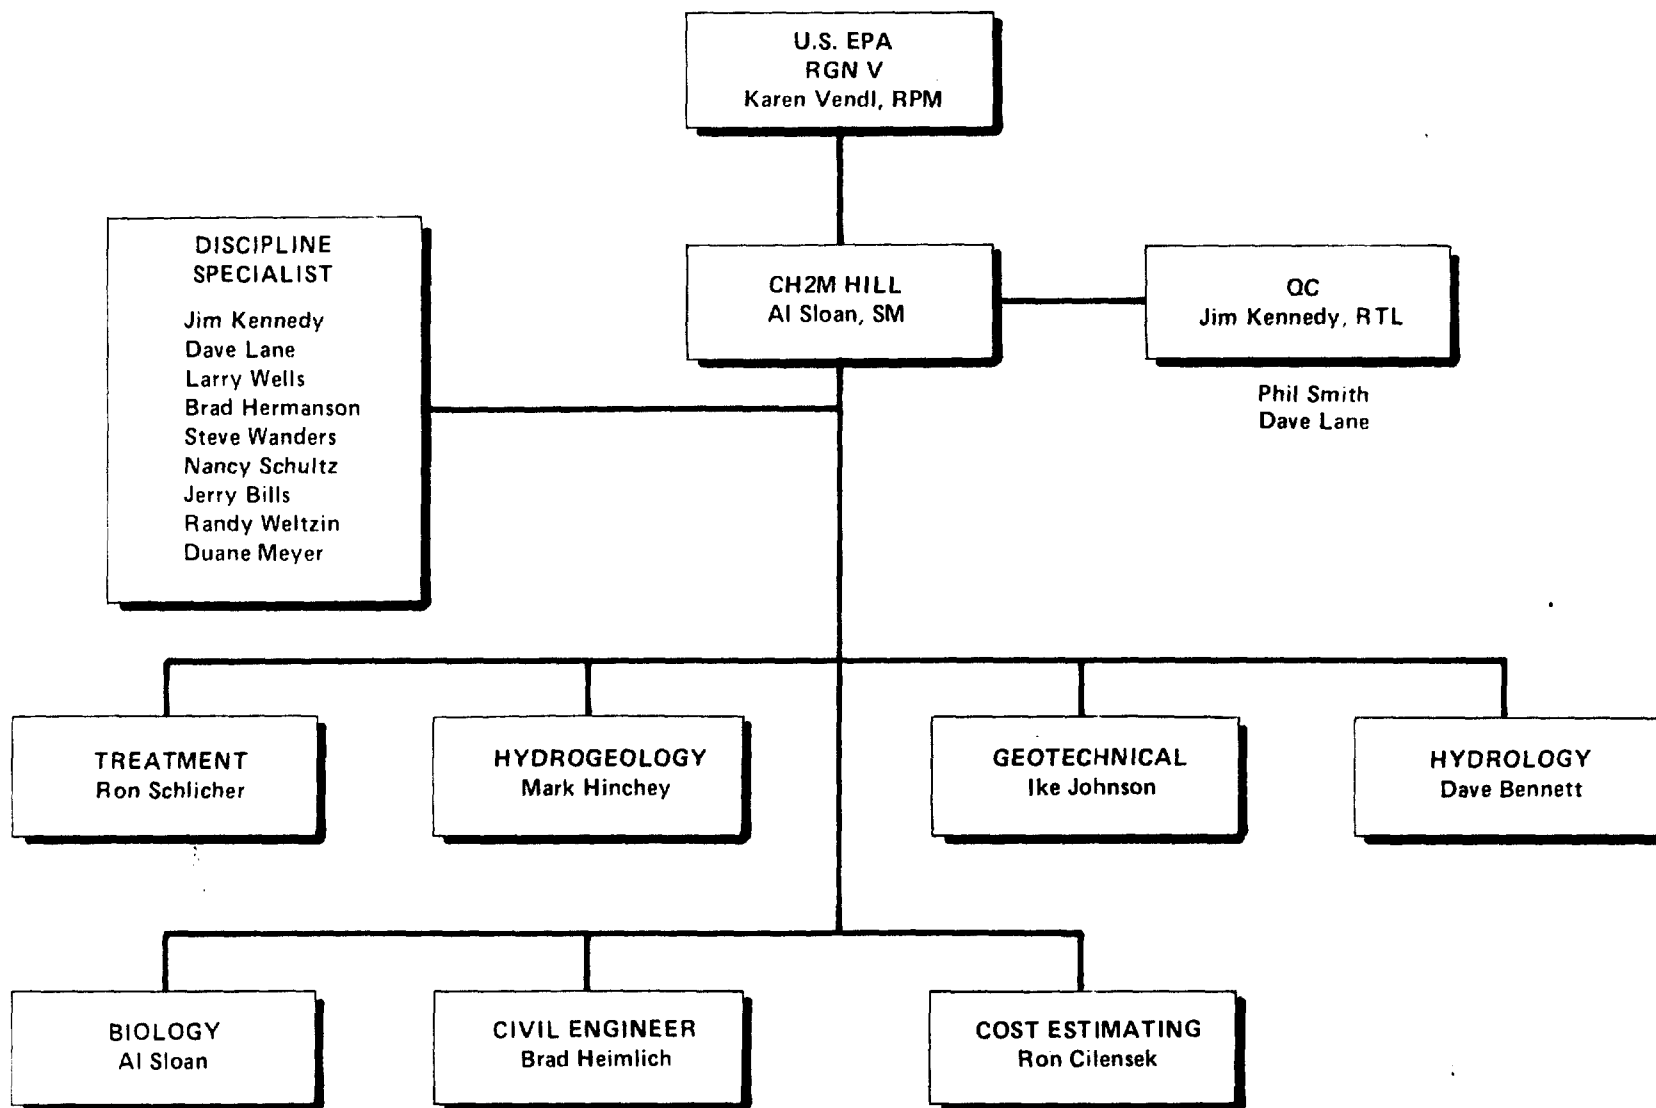 U.S. EPA
RGN V
Karen Vendl, RPM
DISCIPLINE
SPECIALIST
Jim Kennedy
Dave Lane
Larry Wells
Brad Hermanson
Steve Wanders
Nancy Schultz
Jerry Bills
Randy Weltzin
Duane Meyer
CH2M HILL
Al Sloan, SM
QC
Jim Kennedy, RTL
Phil Smith
Dave Lane
TREATMENT
Ron Schlicher
HYDROGEOLOGY
Mark Hinchey
GEOTECHNICAL
Ike Johnson
HYDROLOGY
Dave Bennett
BIOLOGY
Al Sloan
CIVIL ENGINEER
Brad Heimlich
COST ESTIMATING
Ron Cilensek